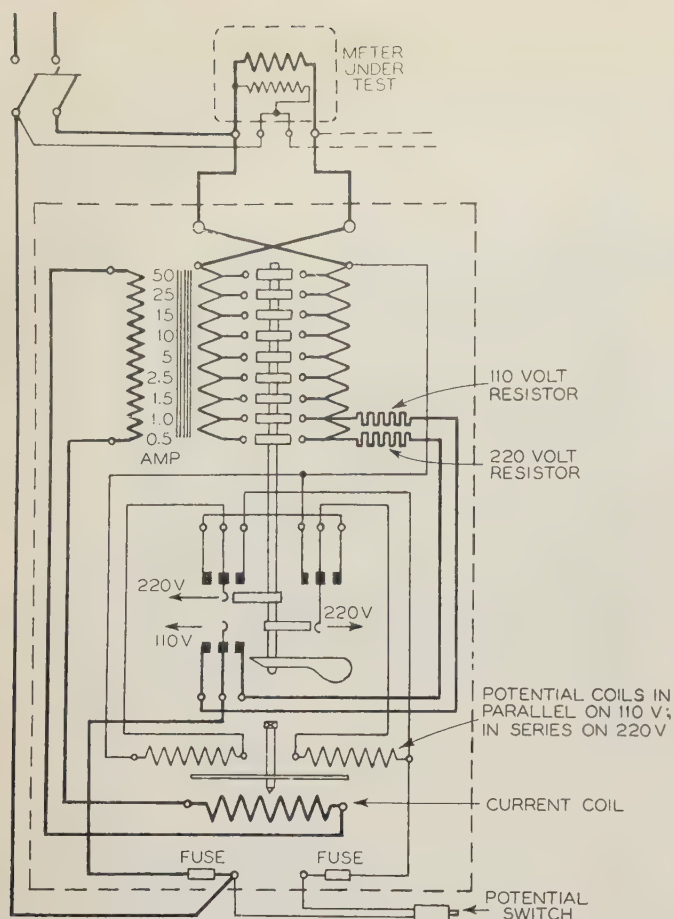 METER
UNDER
TEST
50
25
15
10
5
2.5
1.5
1.0
0.5
AMP
110 VOLT
RESISTOR
220 VOLT
RESISTOR
220V
220V
110V
POTENTIAL COILS IN
PARALLEL ON 110 V;
IN SERIES ON 220V
CURRENT COIL
FUSE
FUSE
POTENTIAL
SWITCH